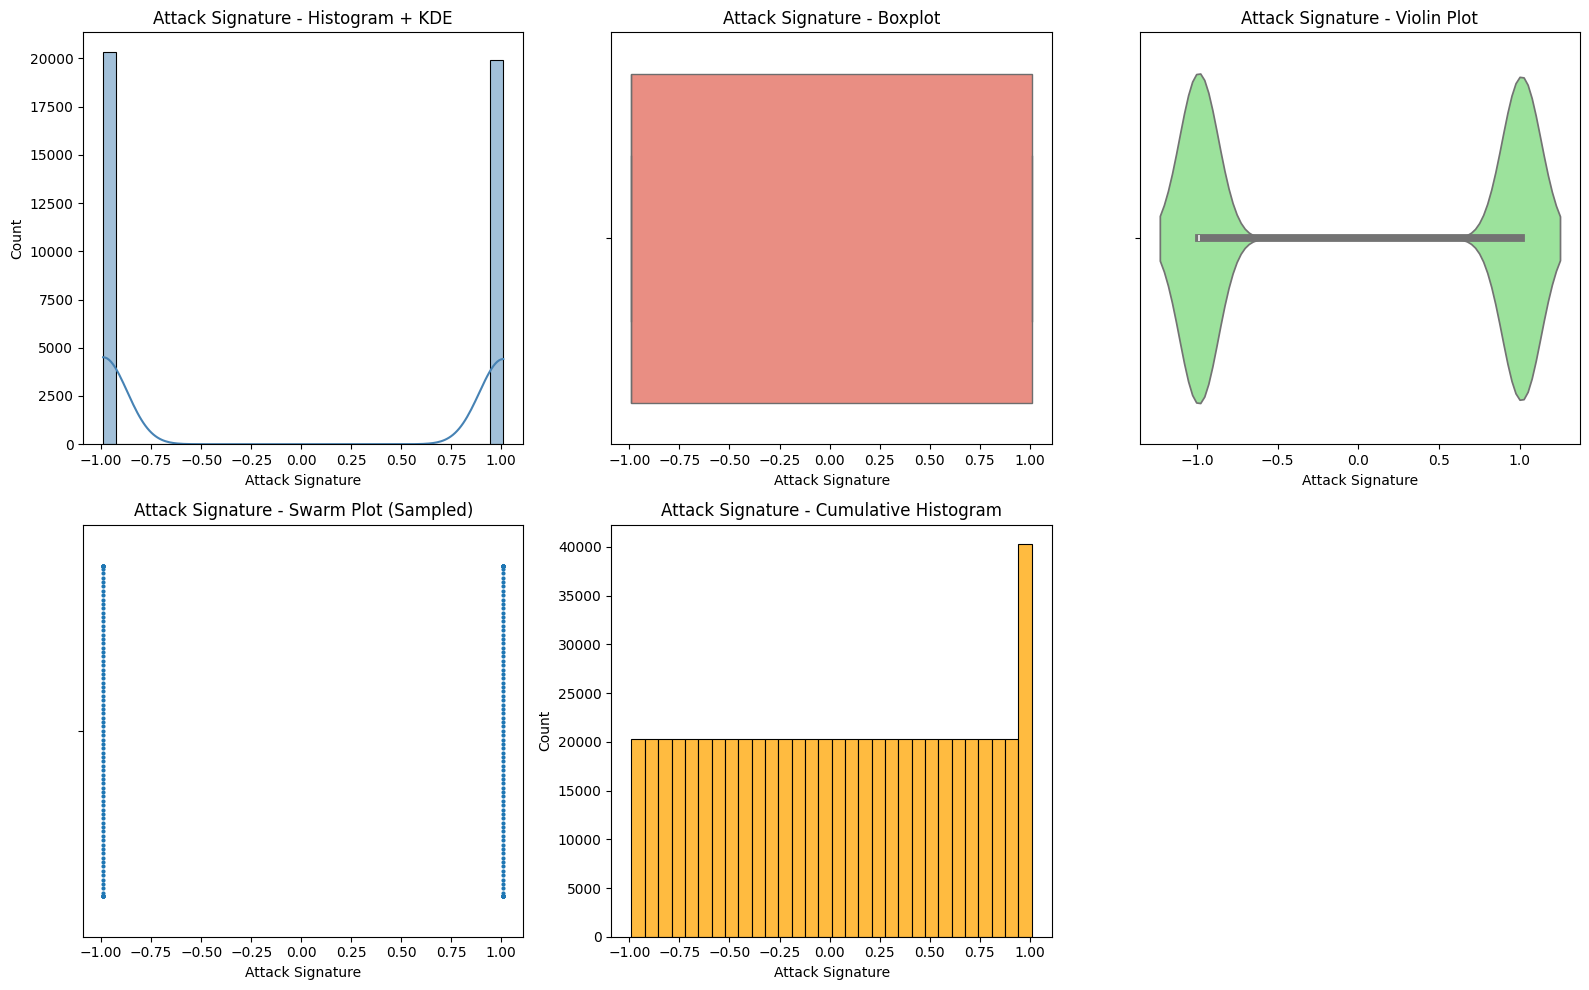 Attack Signature - Histogram + KDE
Count
20000
17500
15000
12500
10000
7500
5000
2500
0
−1.00 −0.75 −0.50 −0.25 0.00 0.25 0.50 0.75 1.00
Attack Signature
Attack Signature - Boxplot
−1.00 −0.75 −0.50 −0.25 0.00 0.25 0.50 0.75 1.00
Attack Signature
Attack Signature - Violin Plot
−1.0 −0.5 0.0 0.5 1.0
Attack Signature
Attack Signature - Swarm Plot (Sampled)
−1.00 −0.75 −0.50 −0.25 0.00 0.25 0.50 0.75 1.00
Attack Signature
Attack Signature - Cumulative Histogram
Count
40000
35000
30000
25000
20000
15000
10000
5000
0
−1.00 −0.75 −0.50 −0.25 0.00 0.25 0.50 0.75 1.00
Attack Signature